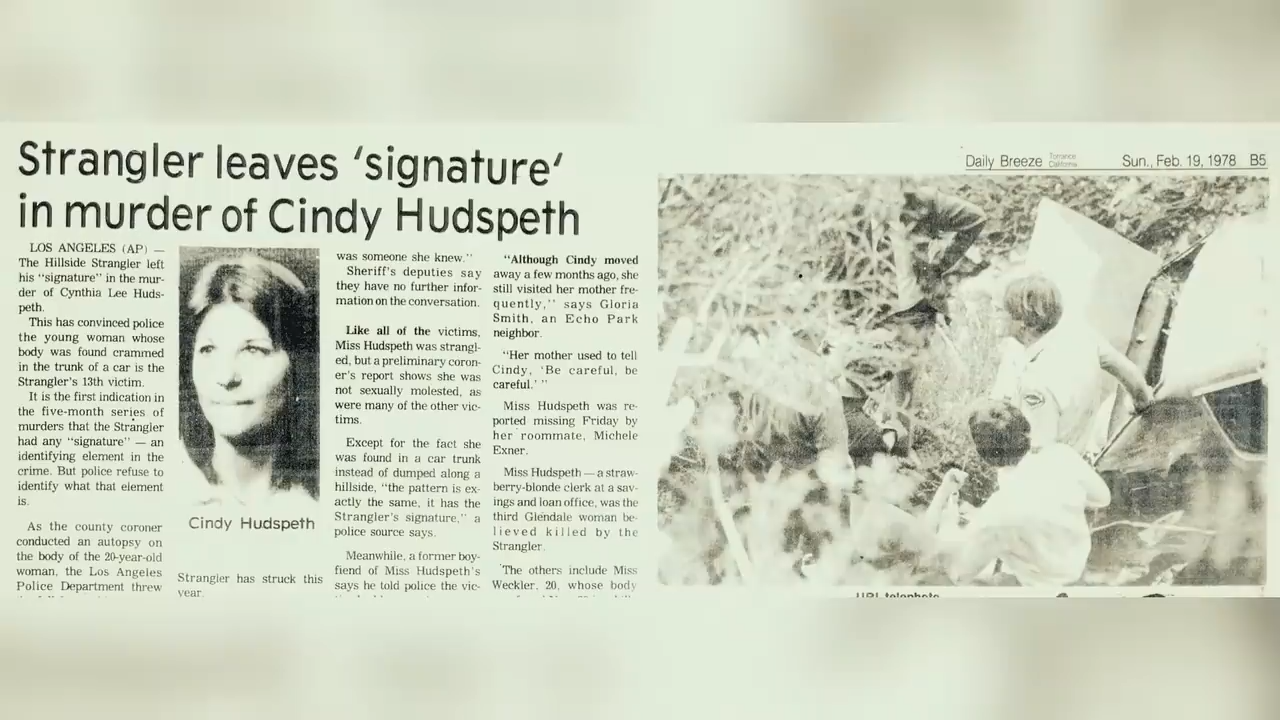 Strangler leaves 'signature'
in murder of Cindy Hudspeth
LOS ANGELES (AP) —
The Hillside Strangler left
his "signature" in the mur-
der of Cynthia Lee Huds-
peth.
This has convinced police
the young woman whose
body was found crammed
in the trunk of a car is the
Strangler's 13th victim.
It is the first indication in
the five-month series of
murders that the Strangler
had any "signature" — an
identifying element in the
crime. But police refuse to
identify what that element
is.
As the county coroner
conducted an autopsy on
the body of the 20-year-old
woman, the Los Angeles
Police Department threw
Cindy Hudspeth
Strangler has struck this
year.
was someone she knew."
Sheriff's deputies say
they have no further infor-
mation on the conversation.
Like all of the victims,
Miss Hudspeth was strangl-
ed, but a preliminary coron-
er's report shows she was
not sexually molested, as
were many of the other vic-
tims.
Except for the fact she
was found in a car trunk
instead of dumped along a
hillside, "the pattern is ex-
actly the same, it has the
Strangler's signature," a
police source says.
Meanwhile, a former boy-
fiend of Miss Hudspeth's
says he told police the vic-
"Although Cindy moved
away a few months ago, she
still visited her mother fre-
quently," says Gloria
Smith, an Echo Park
neighbor.
"Her mother used to tell
Cindy, 'Be careful, be
careful.' "
Miss Hudspeth was re-
ported missing Friday by
her roommate, Michele
Exner.
Miss Hudspeth — a straw-
berry-blonde clerk at a sav-
ings and loan office, was the
third Glendale woman be-
lieved killed by the
Strangler.
The others include Miss
Weckler, 20, whose body
Daily Breeze Torrance California Sun., Feb. 19, 1978 B5
UPI telephoto